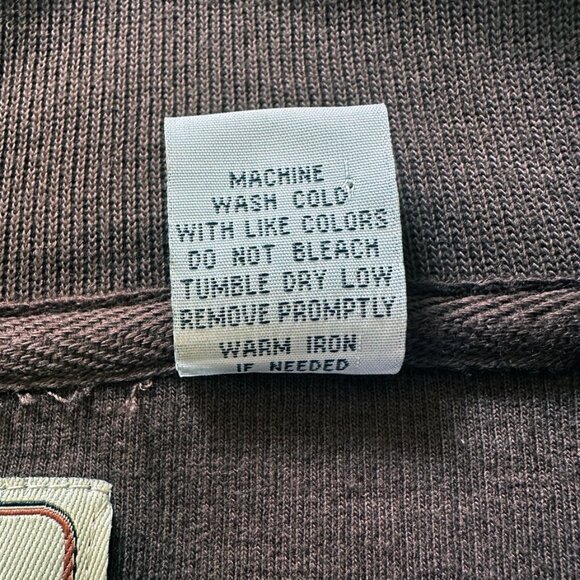 MACHINE
WASH COLD
WITH LIKE COLORS
DO NOT BLEACH
TUMBLE DRY LOW
REMOVE PROMPTLY
WARM IRON
IF NEEDED